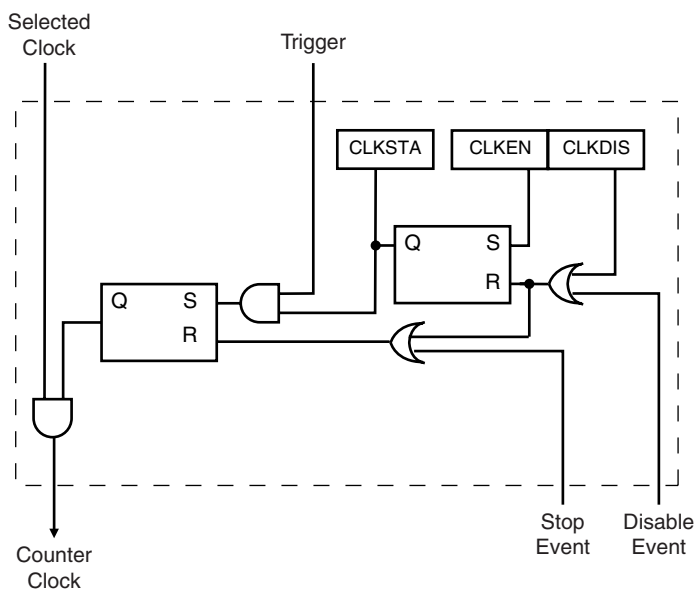 Selected
Clock
Trigger
CLKSTA
CLKEN
CLKDIS
Q
S
R
Q
S
R
Stop
Event
Disable
Event
Counter
Clock